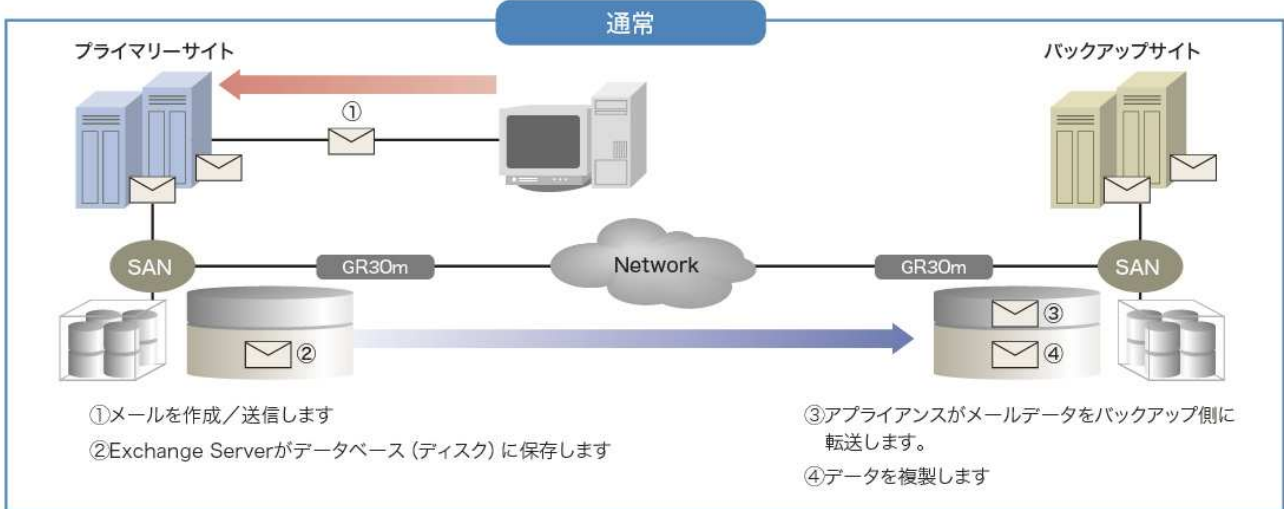 通常
プライマリーサイト
バックアップサイト
①
SAN
GR30m
Network
GR30m
SAN
②
③
④
①メールを作成／送信します
②Exchange Serverがデータベース（ディスク）に保存します
③アプライアンスがメールデータをバックアップ側に
転送します。
④データを複製します